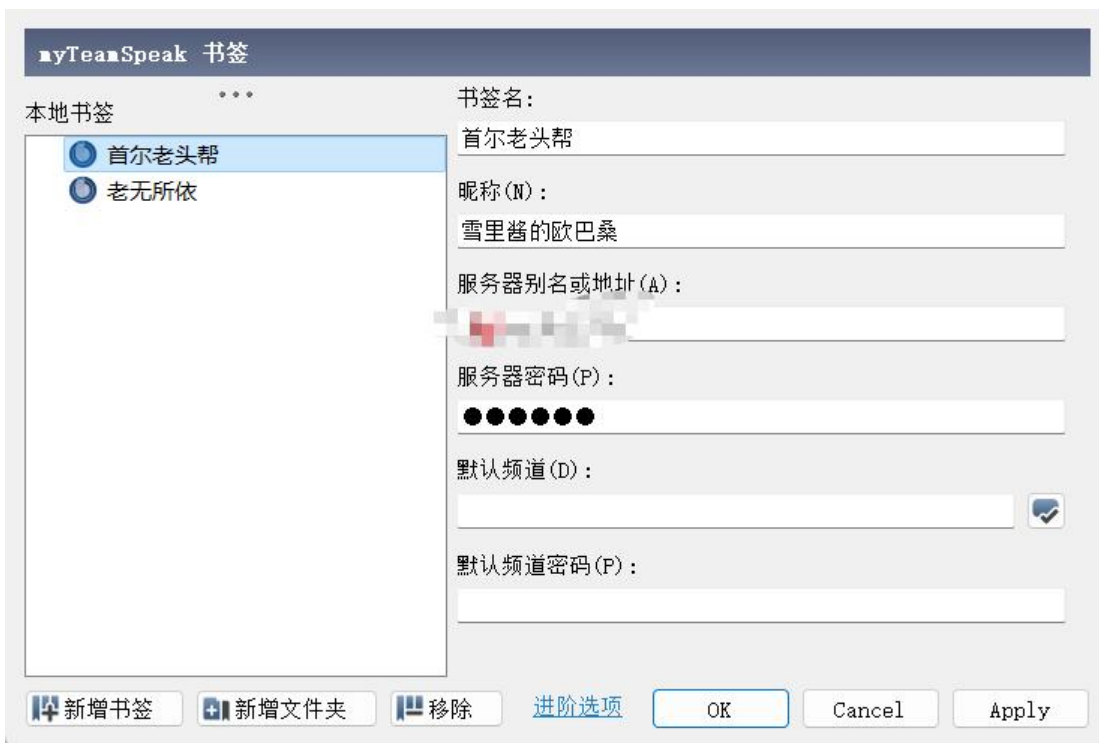 myTeamSpeak 书签
本地书签
首尔老头帮
老无所依
书签名:
首尔老头帮
昵称(N):
雪里酱的欧巴桑
服务器别名或地址(A):
服务器密码(P):
●●●●●●
默认频道(D):
默认频道密码(P):
新增书签
新增文件夹
移除
进阶选项
OK
Cancel
Apply